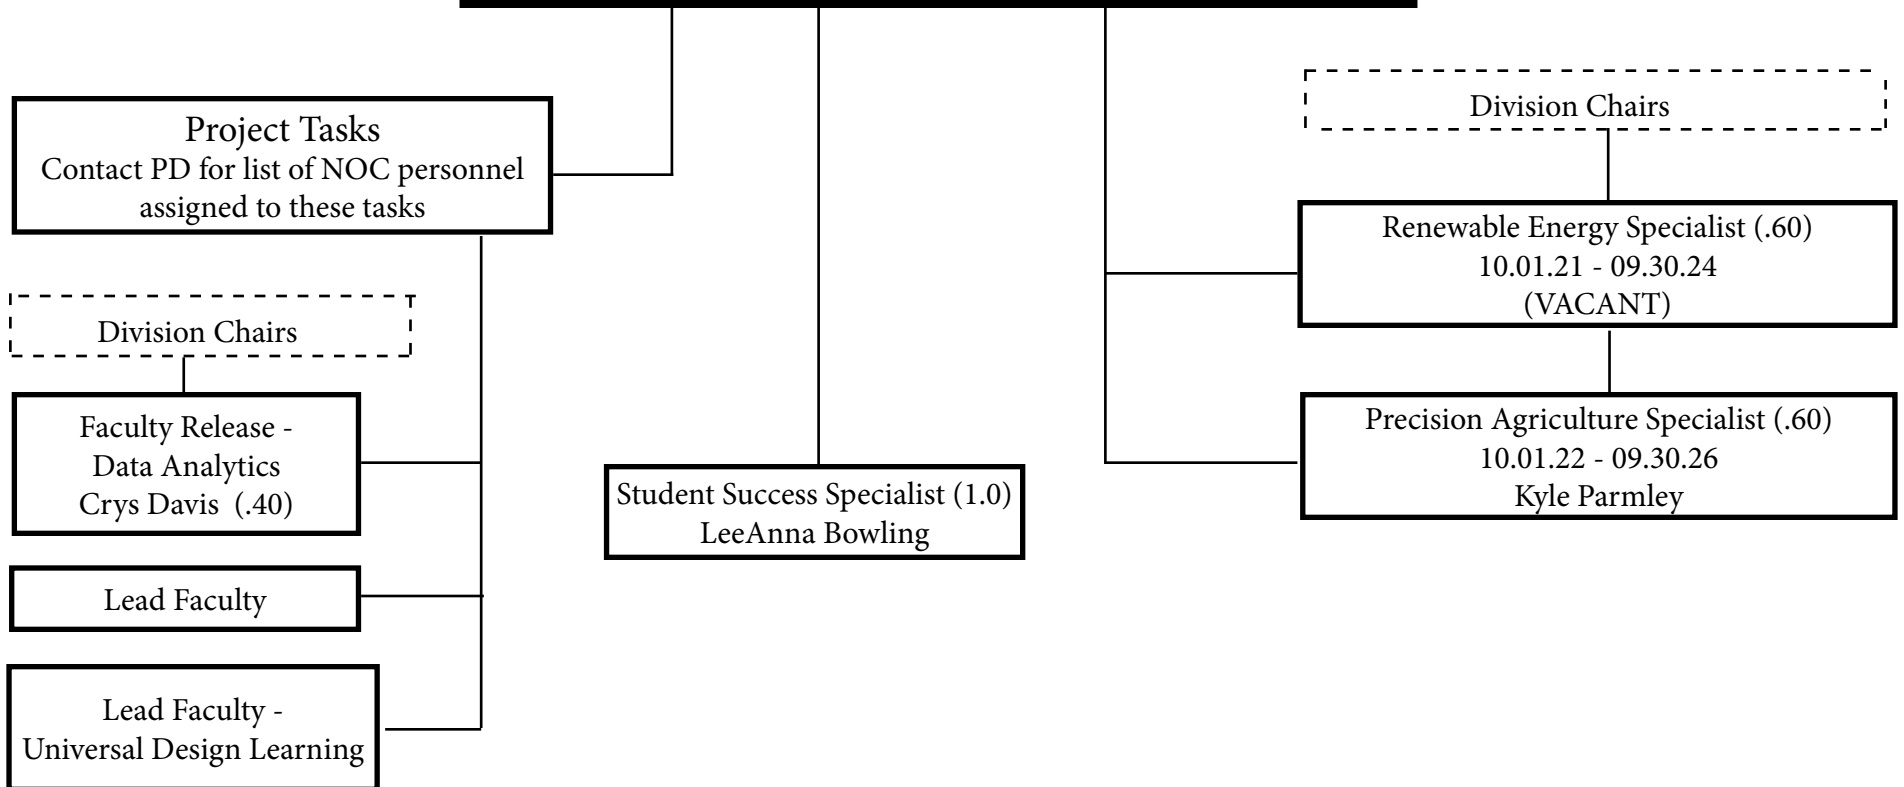 Project Tasks
Contact PD for list of NOC personnel
assigned to these tasks
Division Chairs
Faculty Release -
Data Analytics
Crys Davis (.40)
Lead Faculty
Lead Faculty -
Universal Design Learning
Student Success Specialist (1.0)
LeeAnna Bowling
Division Chairs
Renewable Energy Specialist (.60)
10.01.21 - 09.30.24
(VACANT)
Precision Agriculture Specialist (.60)
10.01.22 - 09.30.26
Kyle Parmley